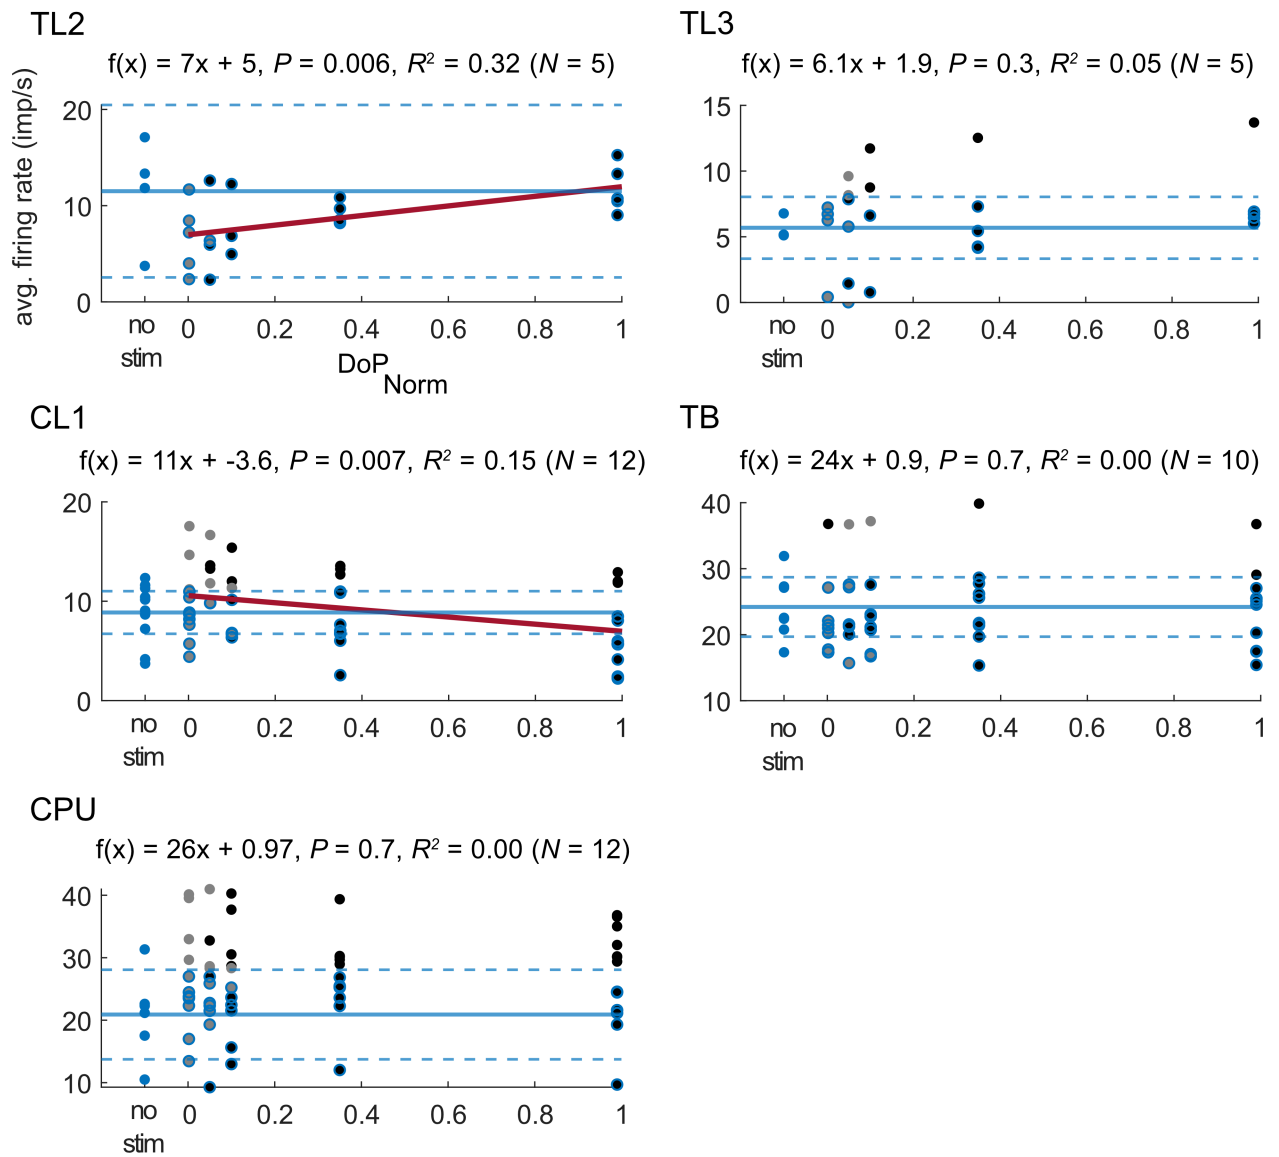 TL2
f(x) = 7x + 5, P = 0.006, R² = 0.32 (N = 5)
avg. firing rate (imp/s)
20
10
0
no stim 0 0.2 0.4 0.6 0.8 1
DoP Norm
TL3
f(x) = 6.1x + 1.9, P = 0.3, R² = 0.05 (N = 5)
15
10
5
0
no stim 0 0.2 0.4 0.6 0.8 1
CL1
f(x) = 11x + -3.6, P = 0.007, R² = 0.15 (N = 12)
20
10
0
no stim 0 0.2 0.4 0.6 0.8 1
TB
f(x) = 24x + 0.9, P = 0.7, R² = 0.00 (N = 10)
40
30
20
10
no stim 0 0.2 0.4 0.6 0.8 1
CPU
f(x) = 26x + 0.97, P = 0.7, R² = 0.00 (N = 12)
40
30
20
10
no stim 0 0.2 0.4 0.6 0.8 1